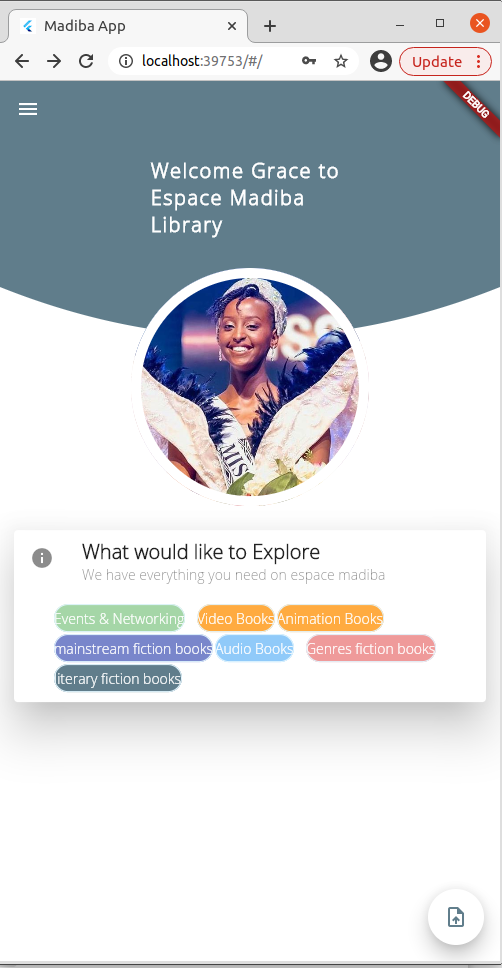 Madiba App
localhost:39753/#/
Update
DEBUG
Welcome Grace to
Espace Madiba
Library
MIS
What would like to Explore
We have everything you need on espace madiba
Events & Networking
Video Books
Animation Books
mainstream fiction books
Audio Books
Genres fiction books
literary fiction books